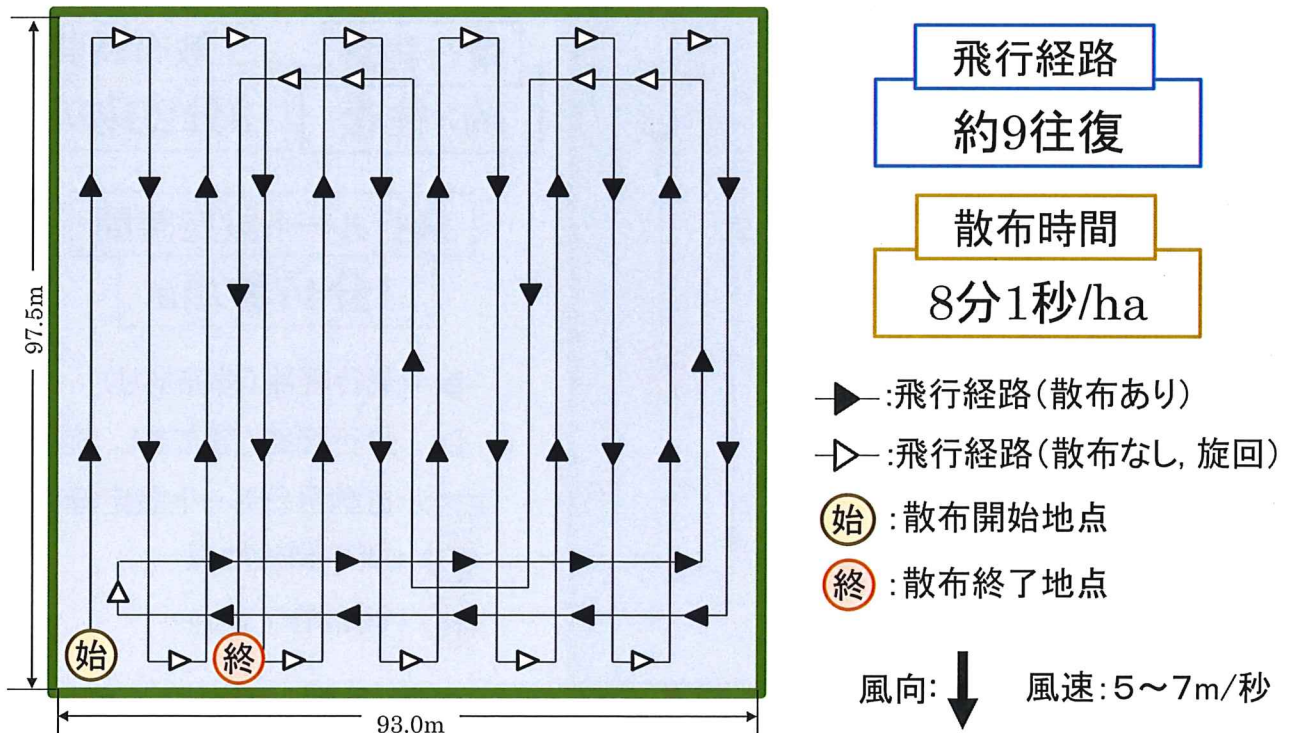 97.5m
93.0m
始
終
飛行経路
約9往復
散布時間
8分1秒/ha
:飛行経路(散布あり)
:飛行経路(散布なし, 旋回)
始:散布開始地点
終:散布終了地点
風向: 風速:5～7m/秒